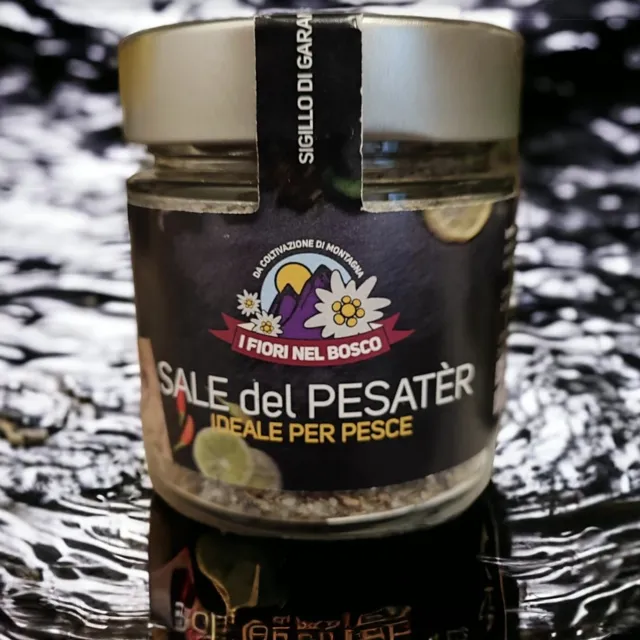 SIGILLO DI GARA
DA COLTIVAZIONE DI MONTAGNA
I FIORI NEL BOSCO
SALE del PESATÈR
IDEALE PER PESCE